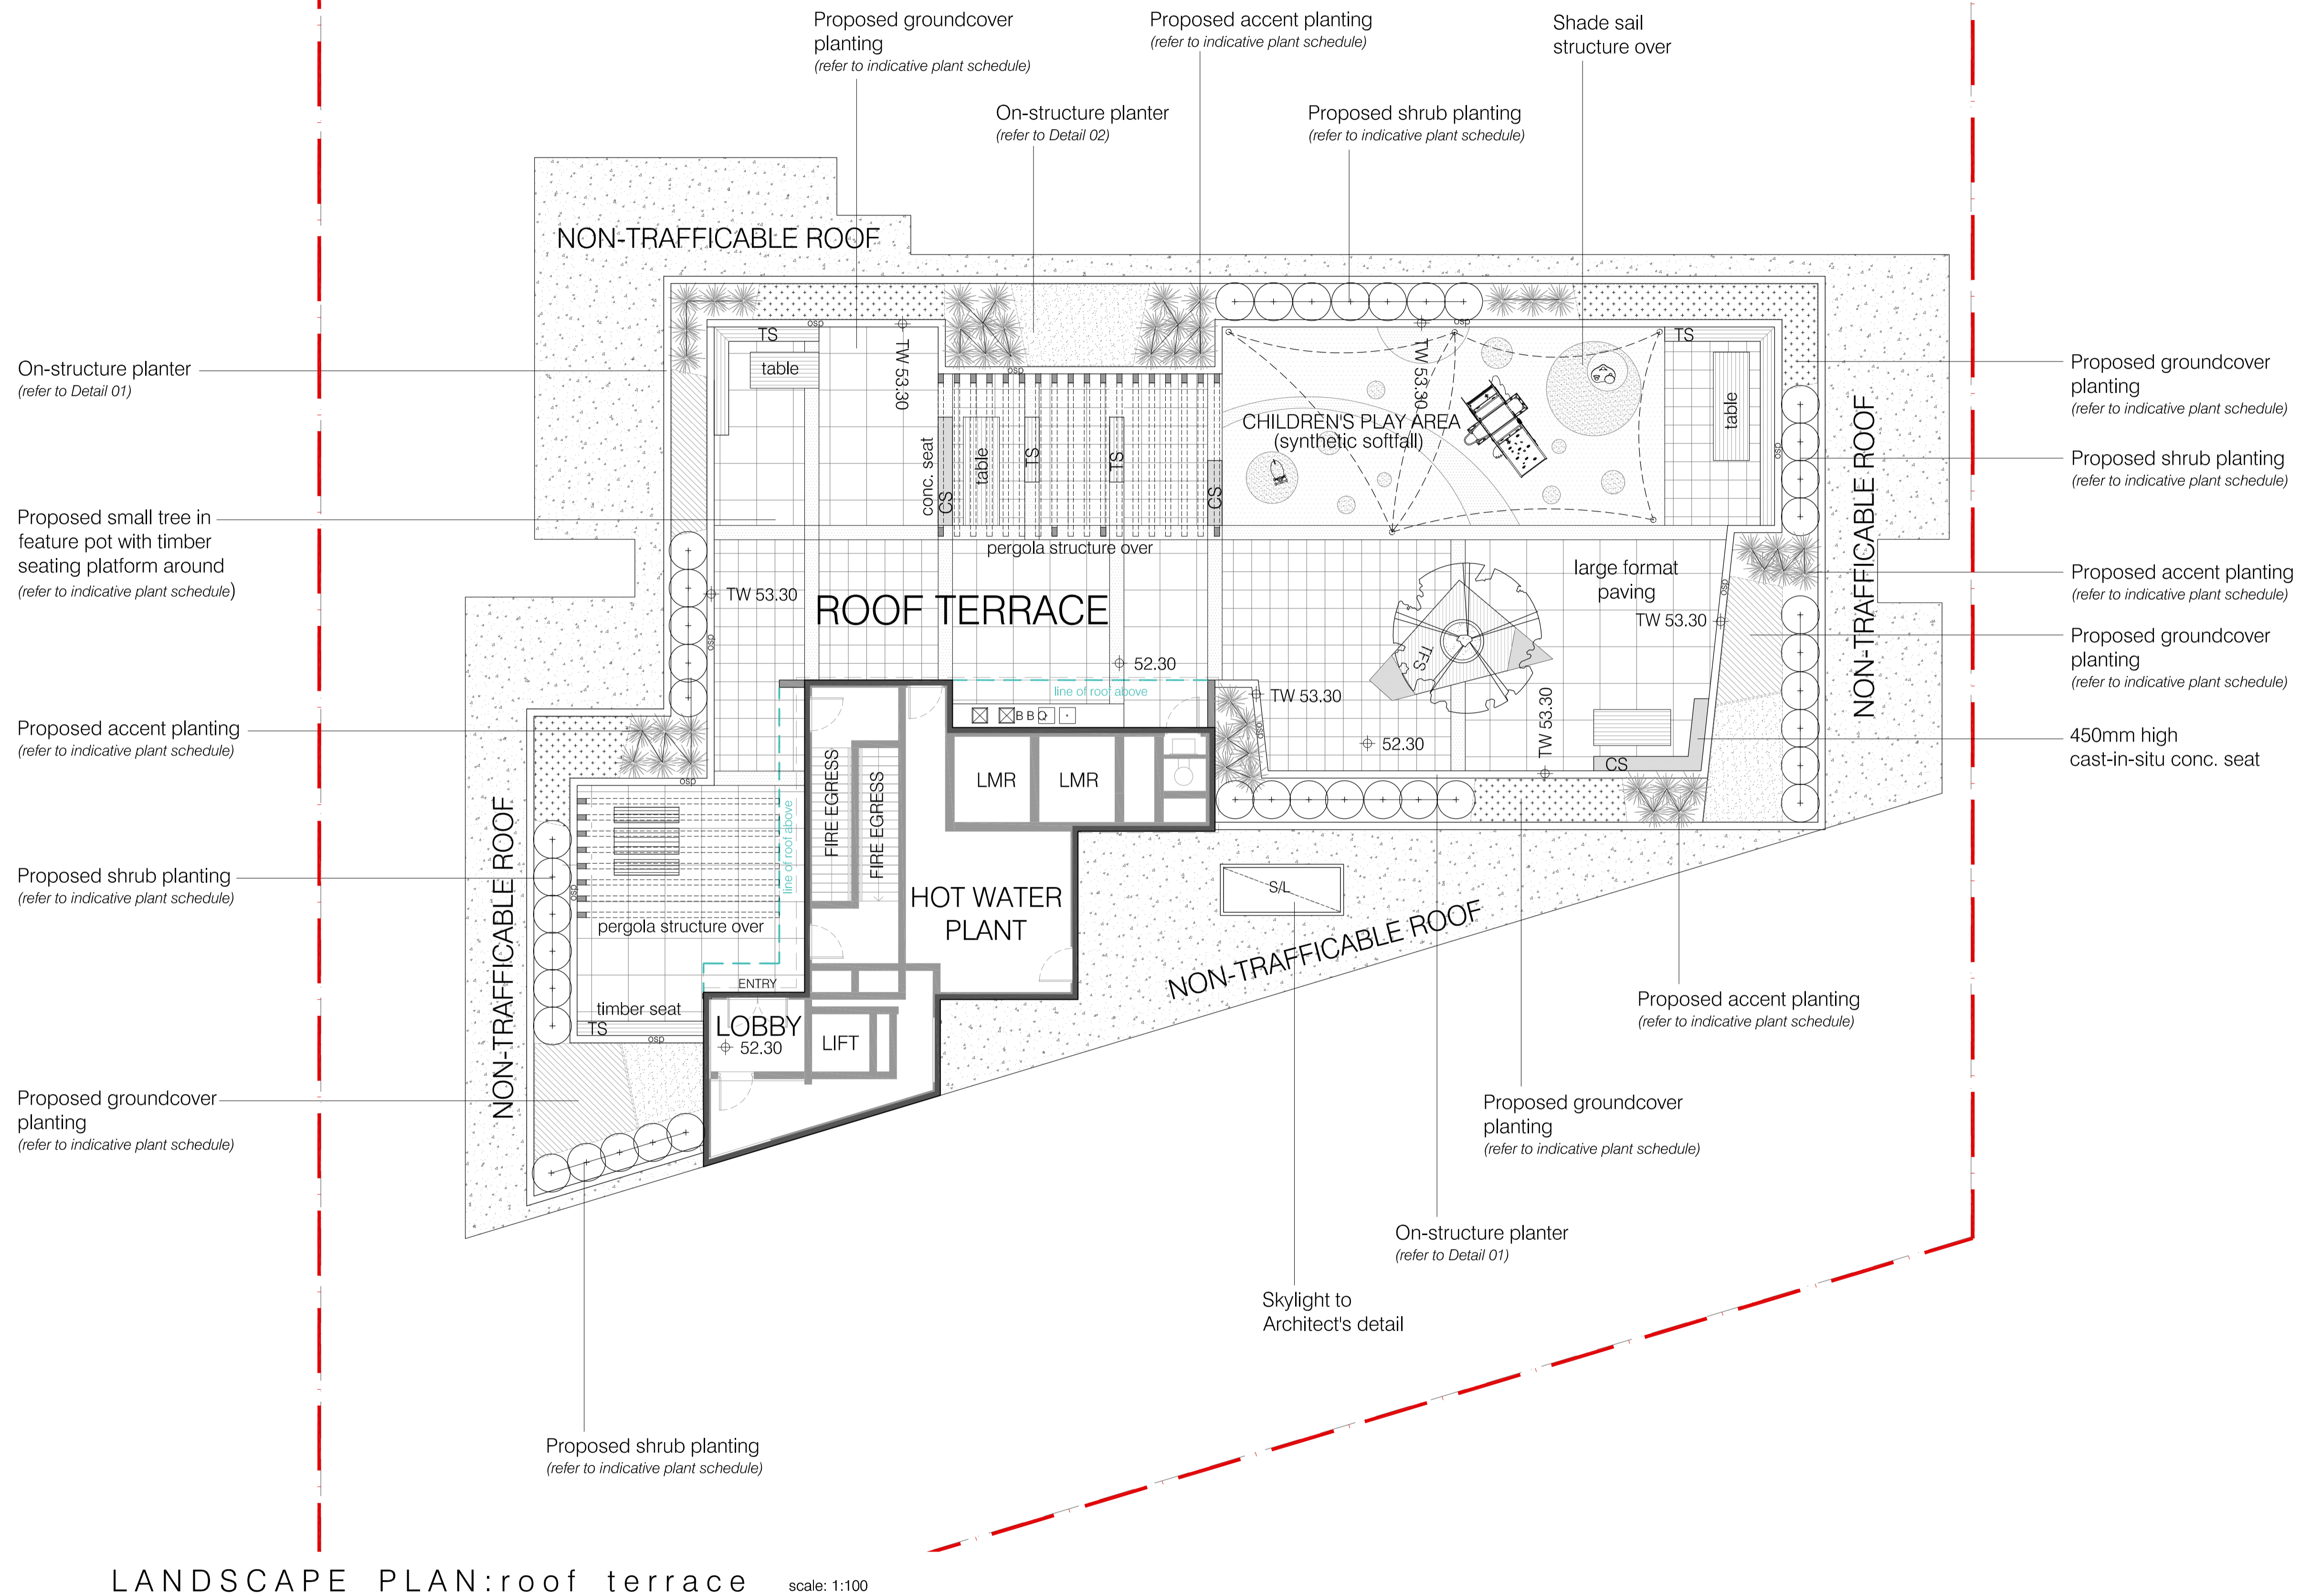 Proposed groundcover
planting
(refer to indicative plant schedule)
Proposed accent planting
(refer to indicative plant schedule)
Shade sail
structure over
On-structure planter
(refer to Detail 02)
Proposed shrub planting
(refer to indicative plant schedule)
NON-TRAFFICABLE ROOF
On-structure planter
(refer to Detail 01)
Proposed small tree in
feature pot with timber
seating platform around
(refer to indicative plant schedule)
Proposed accent planting
(refer to indicative plant schedule)
Proposed shrub planting
(refer to indicative plant schedule)
Proposed groundcover
planting
(refer to indicative plant schedule)
osp
TS
table
TW 53.30
osp
conc. seat
CS
table
TS
TS
CS
pergola structure over
osp
TW 53.30
CHILDREN'S PLAY AREA
(synthetic softfall)
TS
table
osp
NON-TRAFFICABLE ROOF
TW 53.30
osp
ROOF TERRACE
52.30
line of roof above
BBQ
large format
paving
osp
TW 53.30
TFS
TW 53.30
osp
52.30
TW 53.30
CS
osp
NON-TRAFFICABLE ROOF
osp
pergola structure over
timber seat
TS
osp
line of roof above
FIRE EGRESS
FIRE EGRESS
LMR
LMR
HOT WATER
PLANT
ENTRY
LOBBY
52.30
LIFT
S/L
NON-TRAFFICABLE ROOF
Proposed groundcover
planting
(refer to indicative plant schedule)
Proposed shrub planting
(refer to indicative plant schedule)
Proposed accent planting
(refer to indicative plant schedule)
Proposed groundcover
planting
(refer to indicative plant schedule)
450mm high
cast-in-situ conc. seat
Proposed accent planting
(refer to indicative plant schedule)
Proposed groundcover
planting
(refer to indicative plant schedule)
On-structure planter
(refer to Detail 01)
Skylight to
Architect's detail
Proposed shrub planting
(refer to indicative plant schedule)
LANDSCAPE PLAN:roof terrace scale: 1:100